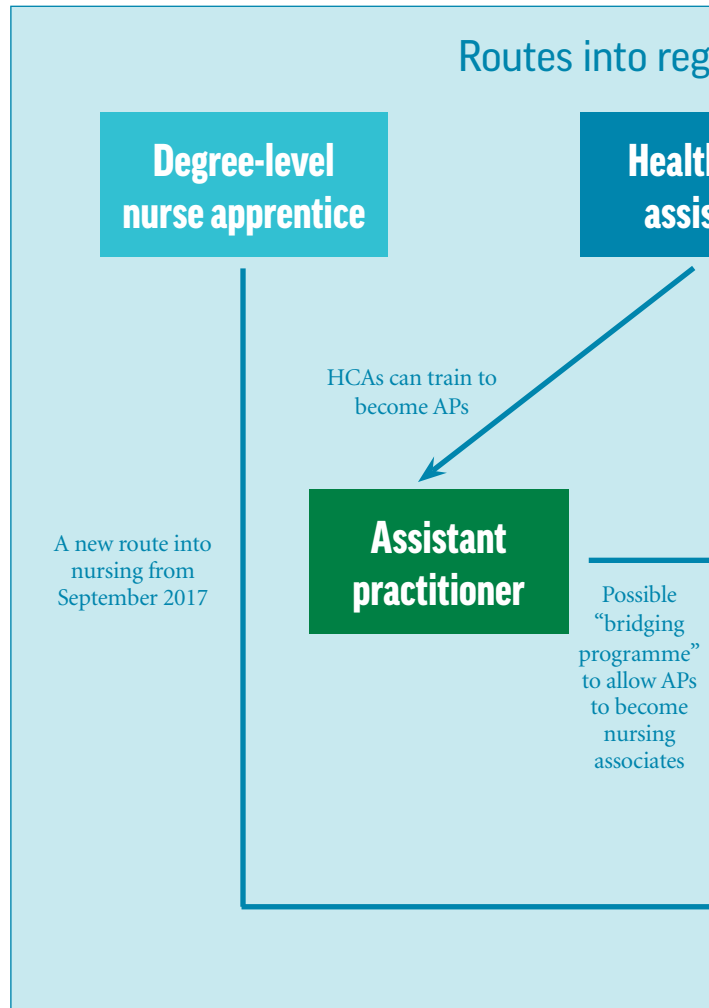 Routes into reg
Degree-level
nurse apprentice
Healtl
assis
HCAs can train to
become APs
A new route into
nursing from
September 2017
Assistant
practitioner
Possible
“bridging
programme”
to allow APs
to become
nursing
associates